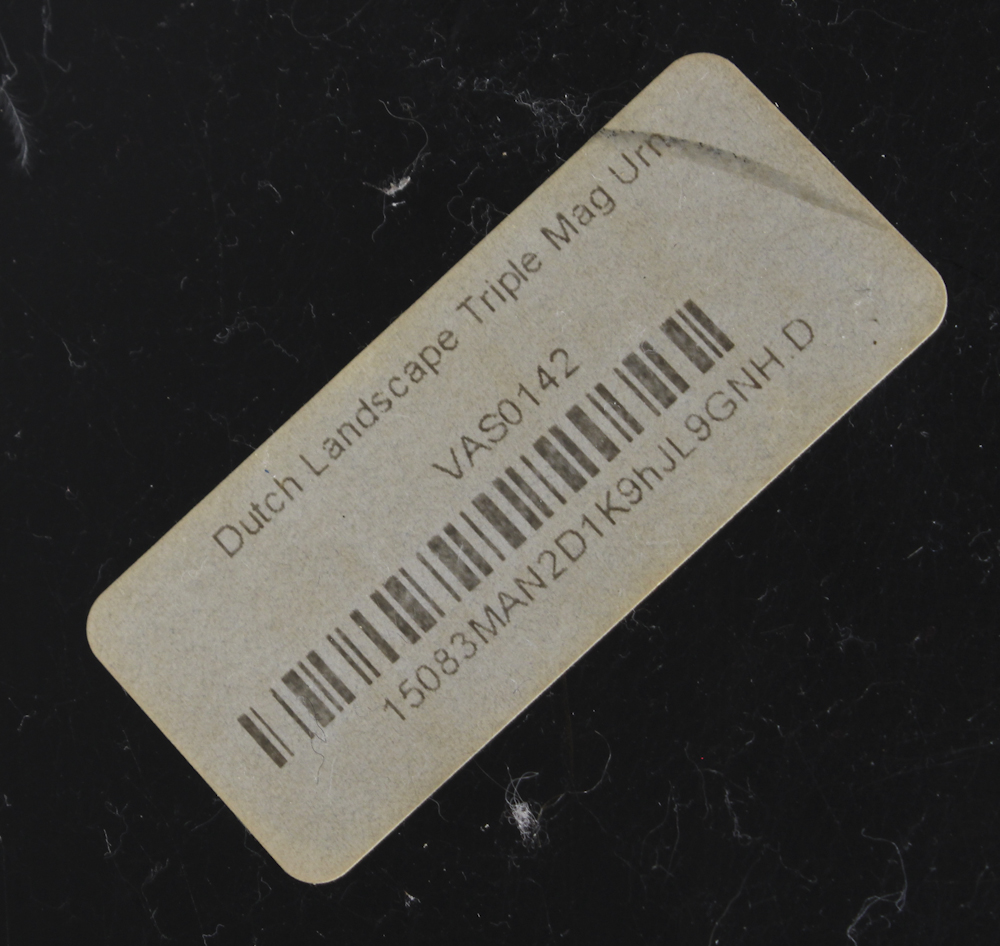 Dutch Landscape Triple Mag Urn
VAS0142
15083MAN2D1K9hJL9GNH.D